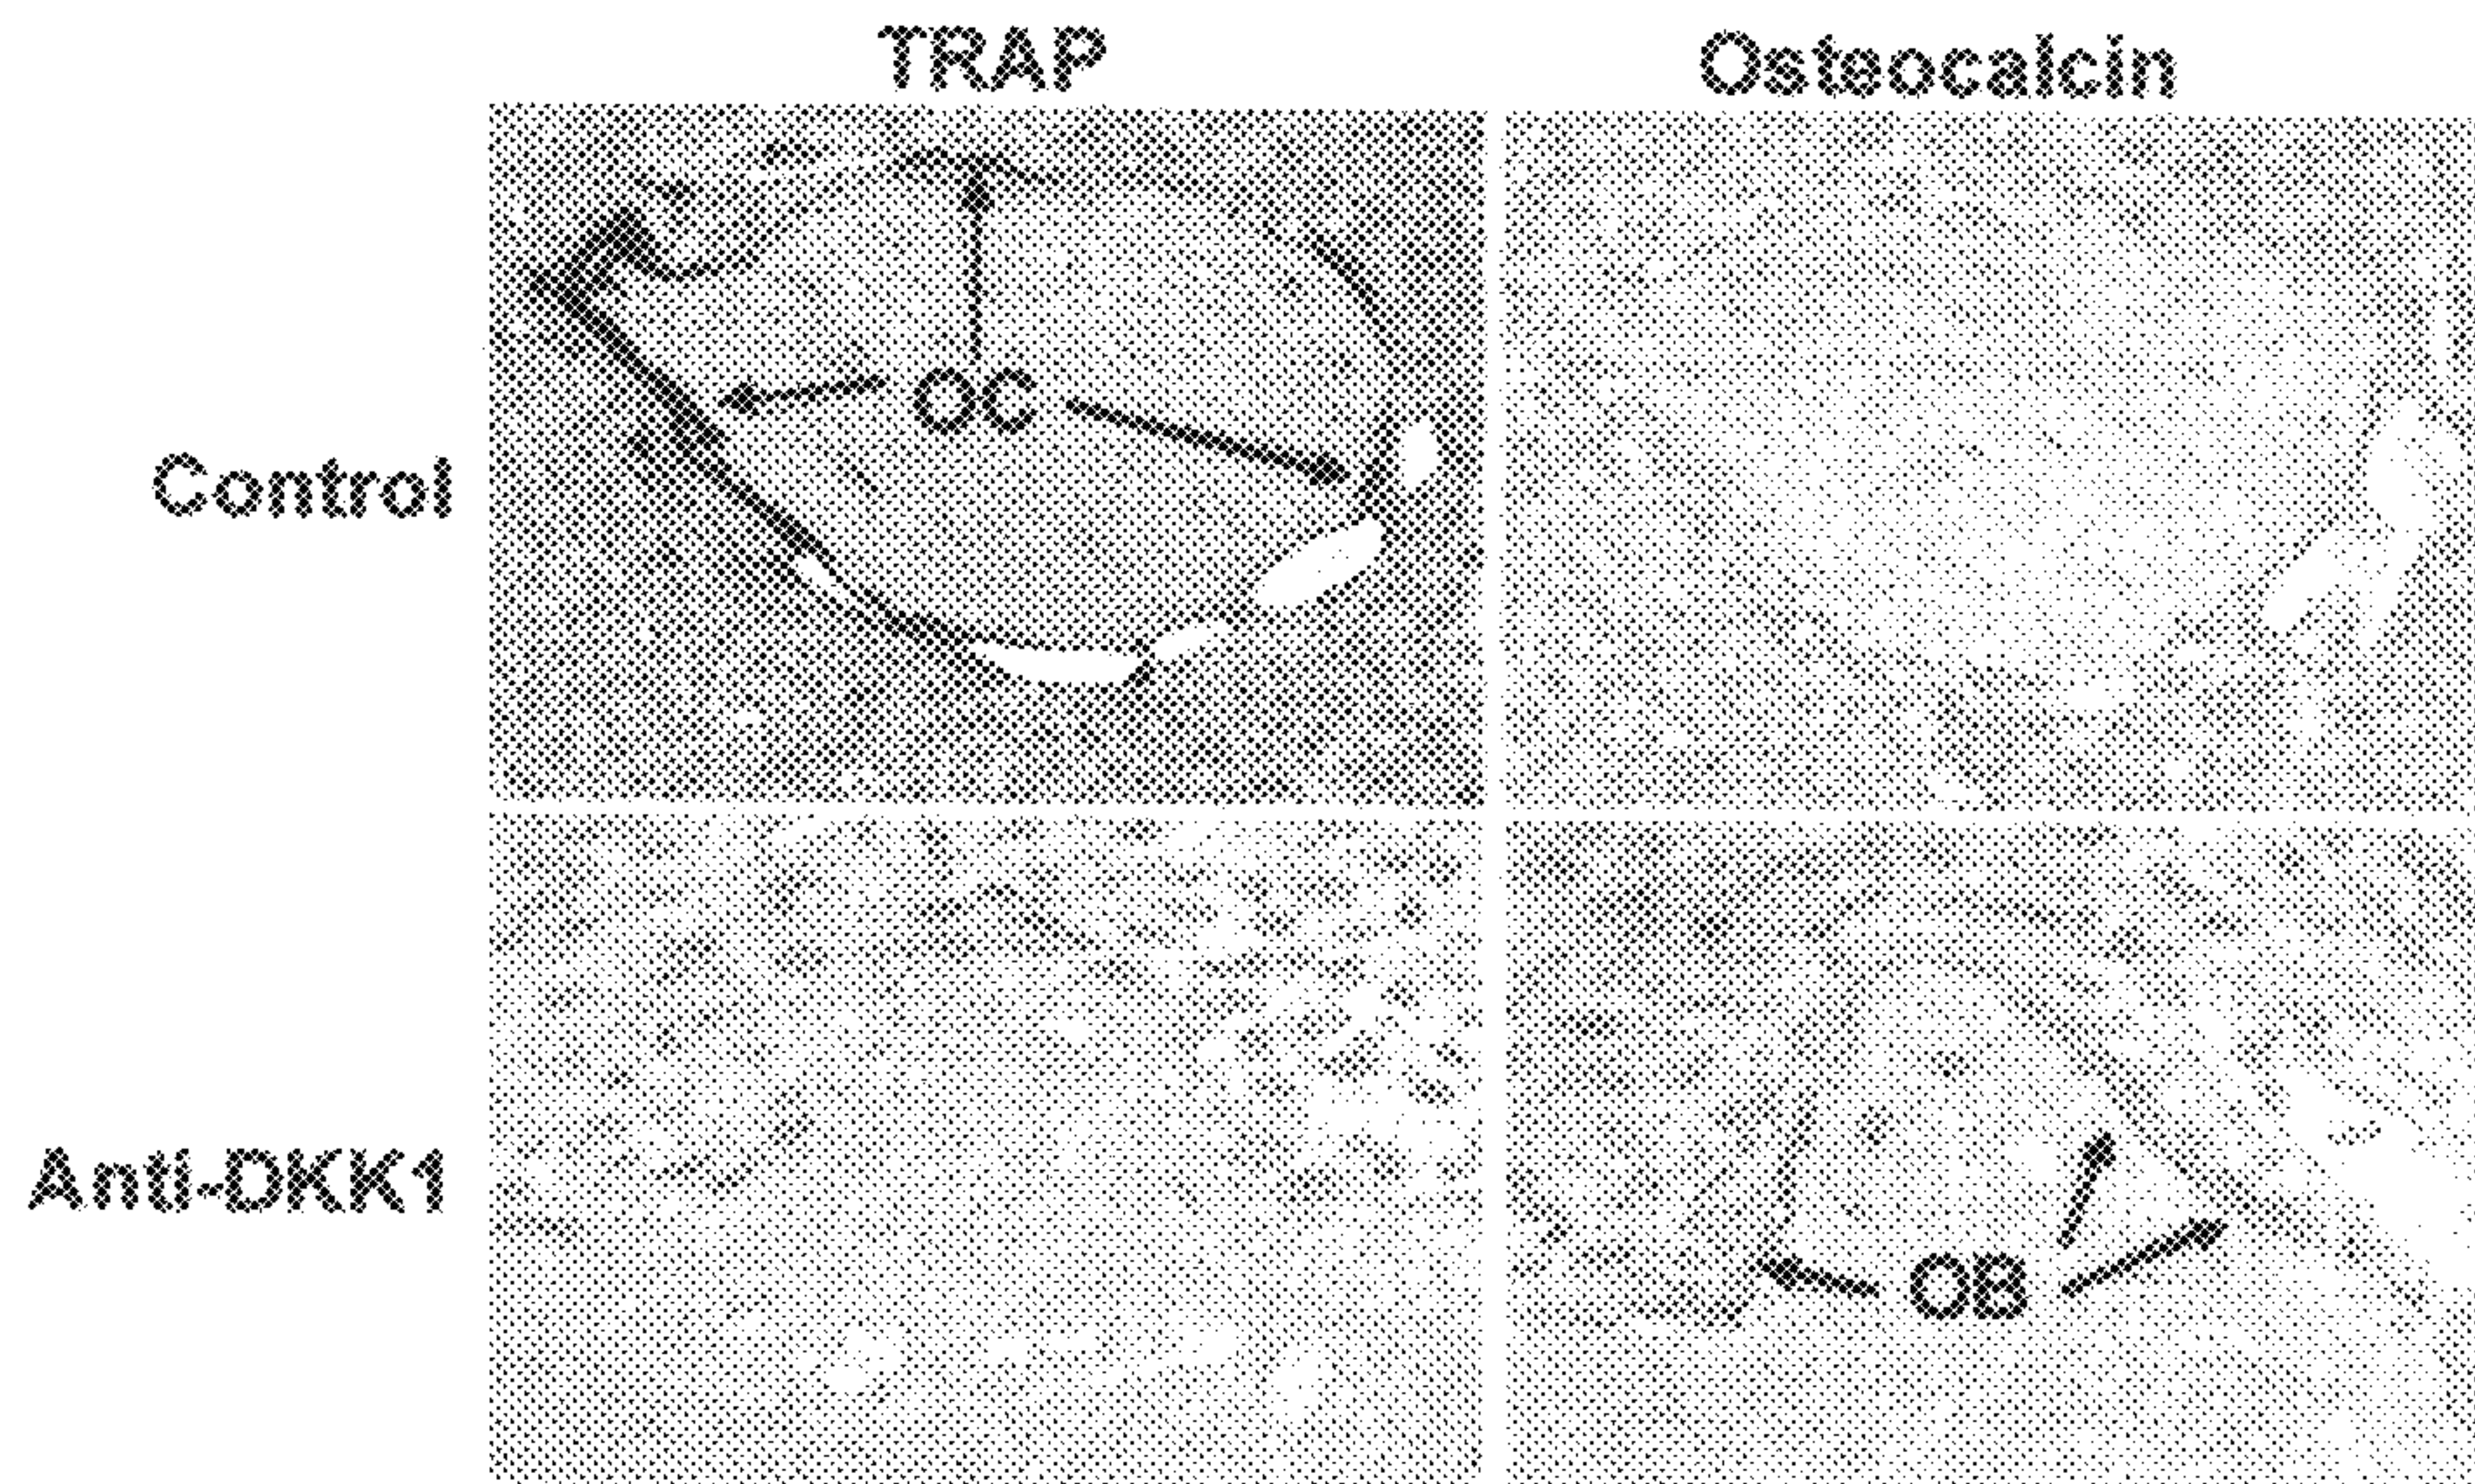 TRAP Osteocalcin
OC
Control
Anti-DKK1
OB